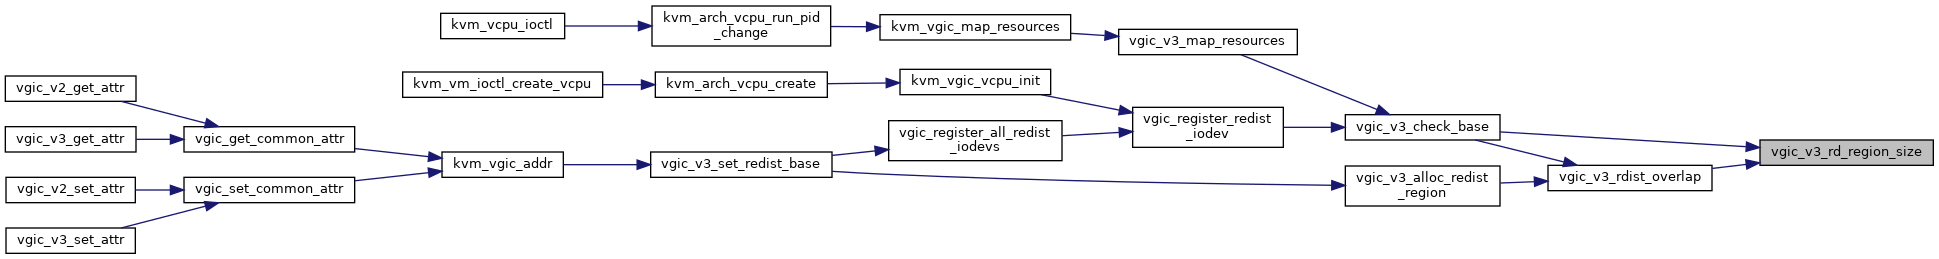 kvm_vcpu_ioctl
kvm_arch_vcpu_run_pid
_change
kvm_vgic_map_resources
vgic_v3_map_resources
vgic_v2_get_attr
kvm_vm_ioctl_create_vcpu
kvm_arch_vcpu_create
kvm_vgic_vcpu_init
vgic_v3_get_attr
vgic_get_common_attr
vgic_register_all_redist
_iodevs
vgic_register_redist
_iodev
vgic_v3_check_base
vgic_v3_rd_region_size
kvm_vgic_addr
vgic_v3_set_redist_base
vgic_v2_set_attr
vgic_set_common_attr
vgic_v3_alloc_redist
_region
vgic_v3_rdist_overlap
vgic_v3_set_attr